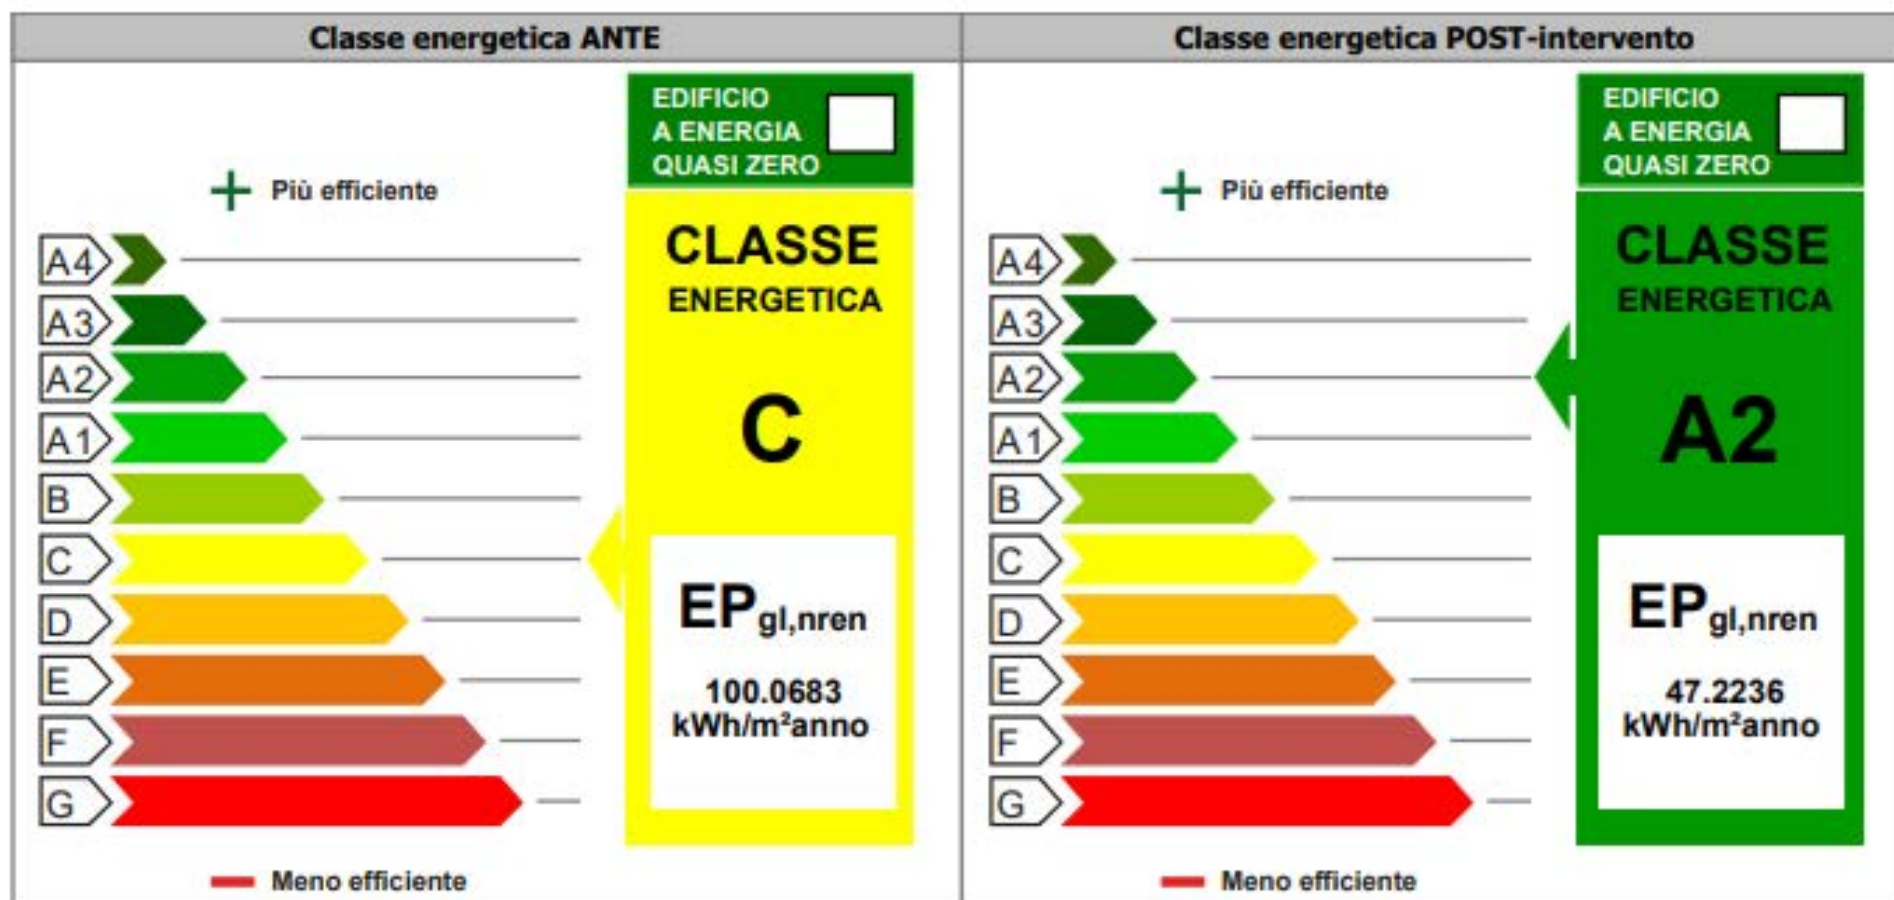 Classe energetica ANTE
EDIFICIO
A ENERGIA
QUASI ZERO
Più efficiente
A4
A3
A2
A1
B
C
D
E
F
G
Meno efficiente
CLASSE
ENERGETICA
C
EPgl,nren
100.0683
kWh/m²anno
Classe energetica POST-intervento
EDIFICIO
A ENERGIA
QUASI ZERO
Più efficiente
A4
A3
A2
A1
B
C
D
E
F
G
Meno efficiente
CLASSE
ENERGETICA
A2
EPgl,nren
47.2236
kWh/m²anno